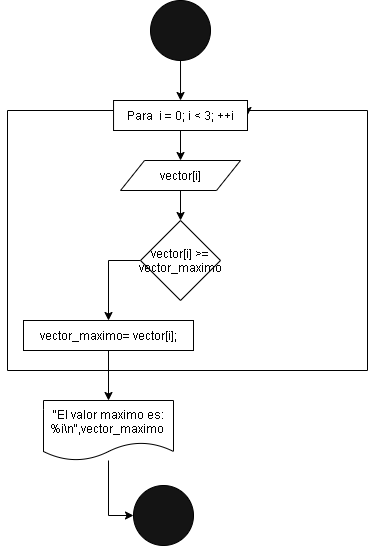 Para i = 0; i < 3; ++i
vector[i]
vector[i] >=
vector_maximo
vector_maximo= vector[i];
"El valor maximo es:
%i\n",vector_maximo